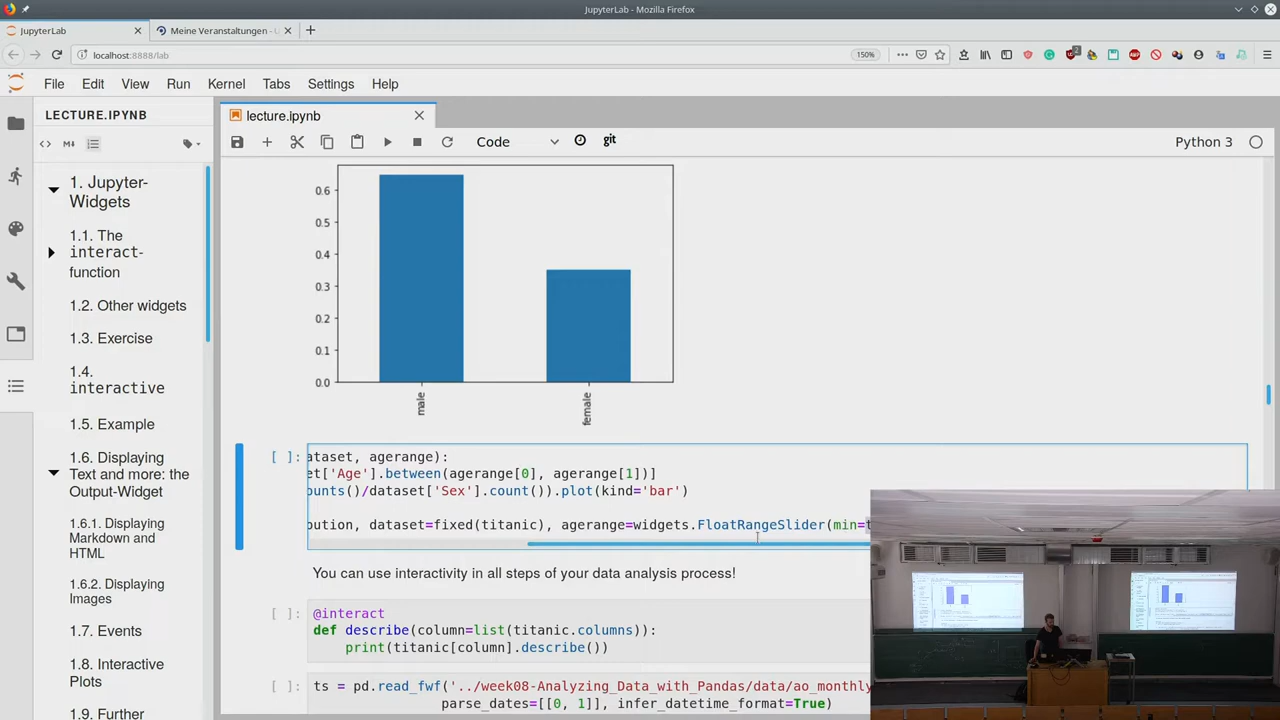 JupyterLab - Mozilla Firefox
JupyterLab
Meine Veranstaltungen - L
localhost:8888/lab
150%
File Edit View Run Kernel Tabs Settings Help
LECTURE.IPYNB
lecture.ipynb
Code
git
Python 3
1. Jupyter-
Widgets
1.1. The
interact-
function
1.2. Other widgets
1.3. Exercise
1.4.
interactive
1.5. Example
1.6. Displaying
Text and more: the
Output-Widget
1.6.1. Displaying
Markdown and
HTML
1.6.2. Displaying
Images
1.7. Events
1.8. Interactive
Plots
1.9. Further
0.6
0.5
0.4
0.3
0.2
0.1
0.0
male
female
[ ]:
ataset, agerange):
et['Age'].between(agerange[0], agerange[1])]
ounts()/dataset['Sex'].count()).plot(kind='bar')
bution, dataset=fixed(titanic), agerange=widgets.FloatRangeSlider(min=t
You can use interactivity in all steps of your data analysis process!
[ ]:
@interact
def describe(column=list(titanic.columns)):
print(titanic[column].describe())
[ ]:
ts = pd.read_fwf('../week08-Analyzing_Data_with_Pandas/data/ao_monthly
parse_dates=[[0, 1]], infer_datetime_format=True)